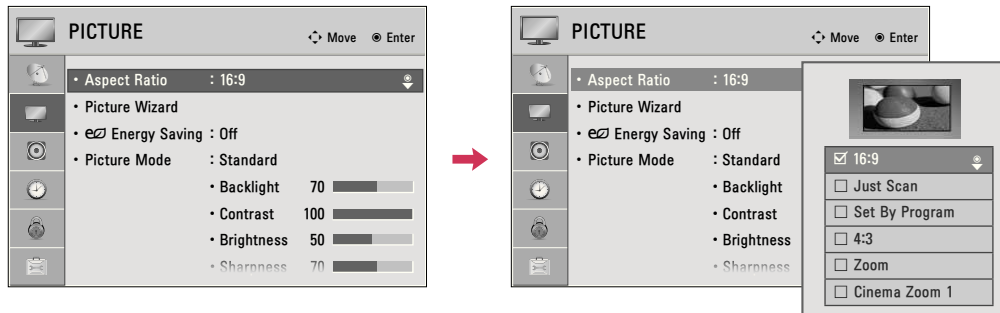 PICTURE
Move Enter
• Aspect Ratio : 16:9
• Picture Wizard
• Energy Saving : Off
• Picture Mode : Standard
• Backlight 70
• Contrast 100
• Brightness 50
• Sharpness 70
PICTURE
Move Enter
• Aspect Ratio : 16:9
• Picture Wizard
• Energy Saving : Off
• Picture Mode : Standard
• Backlight
• Contrast
• Brightness
• Sharpness
☑ 16:9
☐ Just Scan
☐ Set By Program
☐ 4:3
☐ Zoom
☐ Cinema Zoom 1